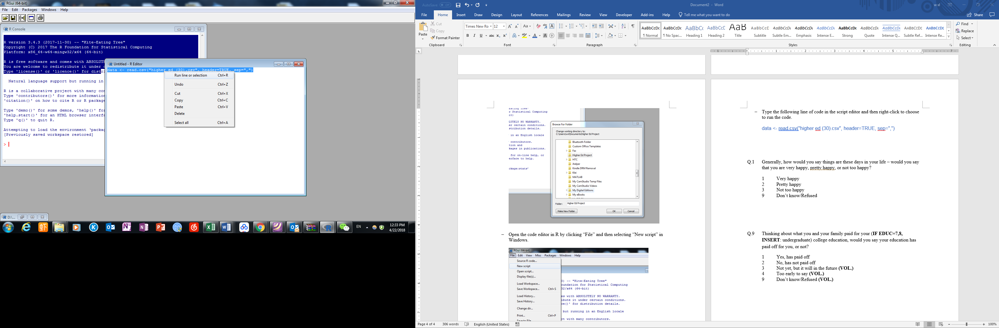 RGui (64-bit)
File Edit Packages Windows Help
R Console
R version 3.4.3 (2017-11-30) -- "Kite-Eating Tree"
Copyright (C) 2017 The R Foundation for Statistical Computing
Platform: x86_64-w64-mingw32/x64 (64-bit)
R is free software and comes with ABSOLUTE
You are welcome to redistribute it under
Type 'license()' or 'licence()' for distri
Natural language support but running in
R is a collaborative project with many con
Type 'contributors()' for more information
'citation()' on how to cite R or R package
Type 'demo()' for some demos, 'help()' for
'help.start()' for an HTML browser interfa
Type 'q()' to quit R.
Attempting to load the environment ‘packag
[Previously saved workspace restored]
>
Untitled - R Editor
data <- read.csv("higher ed (30).csv", header=TRUE, sep=",")
Run line or selection Ctrl+R
Undo Ctrl+Z
Cut Ctrl+X
Copy Ctrl+C
Paste Ctrl+V
Delete
Select all Ctrl+A
D:\...
EN
12:33 PM
4/22/2018
AutoSave Off
Document2 - Word
w xl
File Home Insert Draw Design Layout References Mailings Review View Developer Add-ins Help Tell me what you want to do
Share
Paste
Cut
Copy
Format Painter
Clipboard
Times New Ro 12
Font
Paragraph
AaBbCcDc AaBbCcDc AaBbCc AaBbCcE AaB AaBbCcD AaBbCcDc AaBbCcDc AaBbCcDc AaBbCcDc AaBbCcDc AaBbCcDc AABBCCDC AABBCCDC
¶ Normal ¶ No Spac... Heading 1 Heading 2 Title Subtitle Subtle Em... Emphasis Intense E... Strong Quote Intense Q... Subtle Ref... Intense Re...
Styles
Find
Replace
Select
Editing
Eating Tree"
r Statistical Computing
it)
LUTELY NO WARRANTY.
er certain conditions.
stribution details.
in an English locale
contributors.
tion and
kages in publications.
for on-line help, or
erface to help.
ckage:stats’
Browse For Folder
Change working directory to:
C:\Users\wxl\Documents\Higher Ed Project
Bluetooth Folder
Custom Office Templates
Fax
Higher Ed Project
HTC
ihelper
Kindle DRM Removal
Klei
MATLAB
My CamStudio Temp Files
My CamStudio Videos
My Digital Editions
My eBooks
Folder: Higher Ed Project
Make New Folder OK Cancel
– Open the code editor in R by clicking “File” and then selecting “New script” in
Windows.
RGui (64-bit)
File Edit View Misc Packages Windows Help
Source R code...
New script
Open script...
Display file(s)...
Load Workspace...
Save Workspace... Ctrl+S
Load History...
Save History...
Change dir...
Print... Ctrl+P
Save to File...
0) -- "Kite-Eating Tree"
oundation for Statistical Computing
32/x64 (64-bit)
es with ABSOLUTELY NO WARRANTY.
ibute it under certain conditions.
ce()' for distribution details.
but running in an English locale
ct with many contributors.
– Type the following line of code in the script editor and then right-click to choose
to run the code.
data <- read.csv("higher ed (30).csv", header=TRUE, sep=",")
Q.1 Generally, how would you say things are these days in your life – would you say
that you are very happy, pretty happy, or not too happy?
1 Very happy
2 Pretty happy
3 Not too happy
9 Don’t know/Refused
Q.9 Thinking about what you and your family paid for your (IF EDUC=7,8,
INSERT: undergraduate) college education, would you say your education has
paid off for you, or not?
1 Yes, has paid off
2 No, has not paid off
3 Not yet, but it will in the future (VOL.)
4 Too early to say (VOL.)
9 Don’t know/Refused (VOL.)
Page 4 of 4 306 words English (United States)
100%